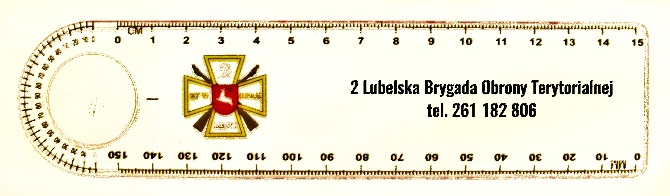 CM
0 1 2 3 4 5 6 7 8 9 10 11 12 13 14 15
2 Lubelska Brygada Obrony Terytorialnej
tel. 261 182 806
150 140 130 120 110 100 90 80 70 60 50 40 30 20 10 0
MM